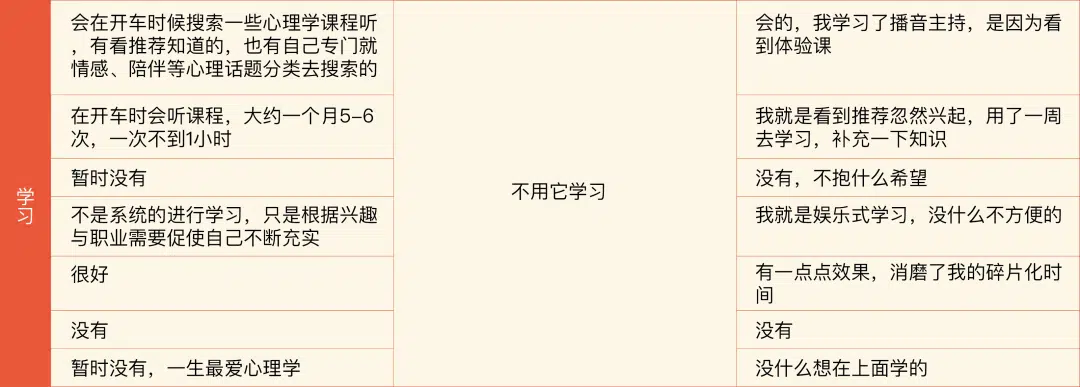 学习
会在开车时候搜索一些心理学课程听
，有看推荐知道的，也有自己专门就
情感、陪伴等心理话题分类去搜索的
会的，我学习了播音主持，是因为看
到体验课
在开车时会听课程，大约一个月5-6
次，一次不到1小时
我就是看到推荐忽然兴起，用了一周
去学习，补充一下知识
暂时没有
不用它学习
没有，不抱什么希望
不是系统的进行学习，只是根据兴趣
与职业需要促使自己不断充实
我就是娱乐式学习，没什么不方便的
很好
有一点点效果，消磨了我的碎片化时
间
没有
没有
暂时没有，一生最爱心理学
没什么想在上面学的